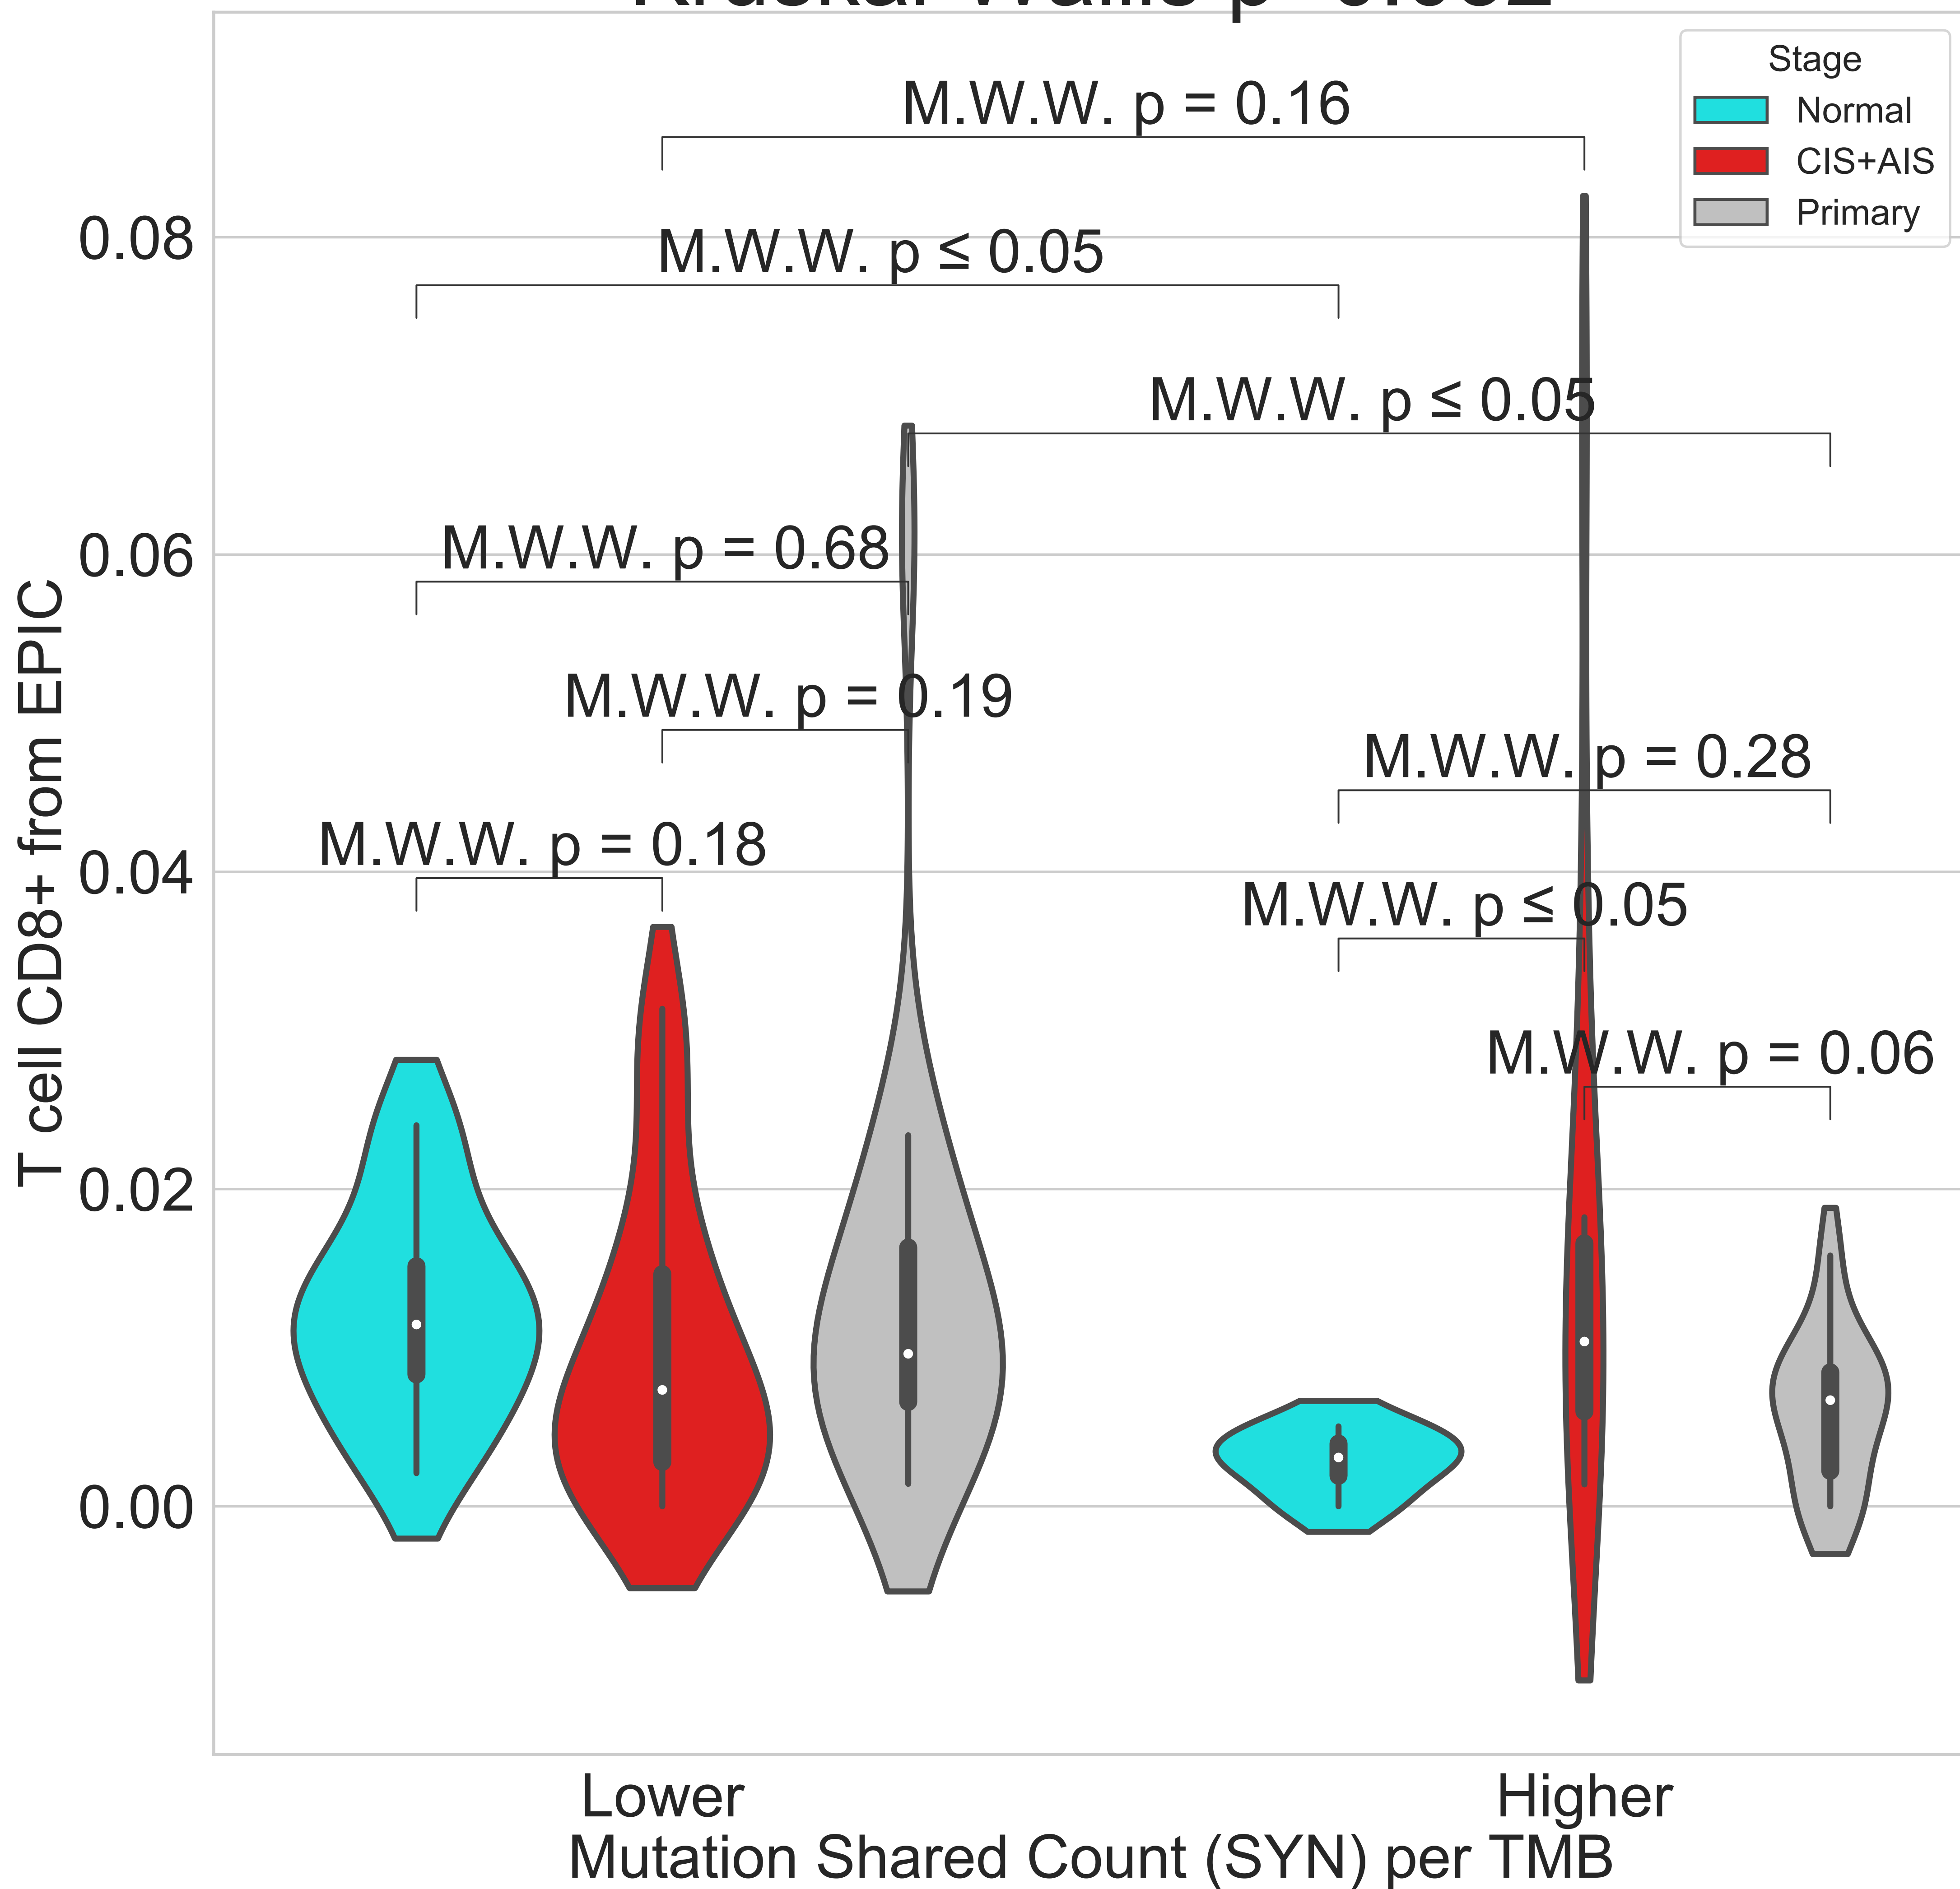 Stage
Normal
CIS+AIS
Primary
M.W.W. p = 0.16
M.W.W. p ≤ 0.05
M.W.W. p ≤ 0.05
M.W.W. p = 0.68
M.W.W. p = 0.19
M.W.W. p = 0.28
M.W.W. p = 0.18
M.W.W. p ≤ 0.05
M.W.W. p = 0.06
0.08
0.06
0.04
0.02
0.00
T cell CD8+ from EPIC
Lower
Higher
Mutation Shared Count (SYN) per TMB